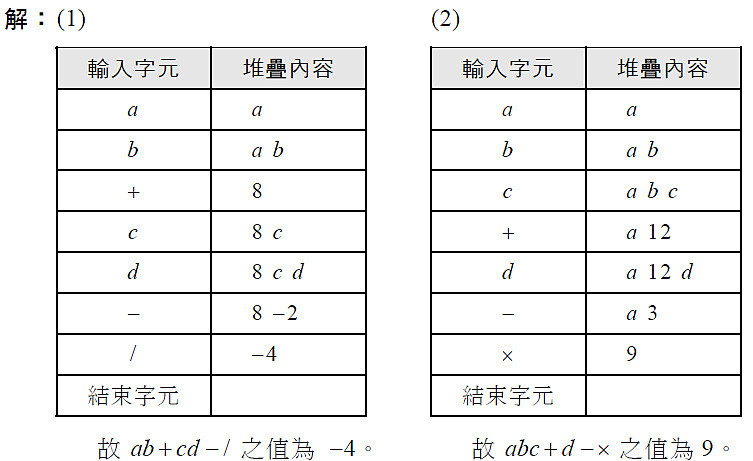 解：(1)
輸入字元 堆疊內容
a a
b a b
+ 8
c 8 c
d 8 c d
− 8 −2
/ −4
結束字元
故 ab+cd−/ 之值為 −4。
(2)
輸入字元 堆疊內容
a a
b a b
c a b c
+ a 12
d a 12 d
− a 3
× 9
結束字元
故 abc+d−× 之值為 9。